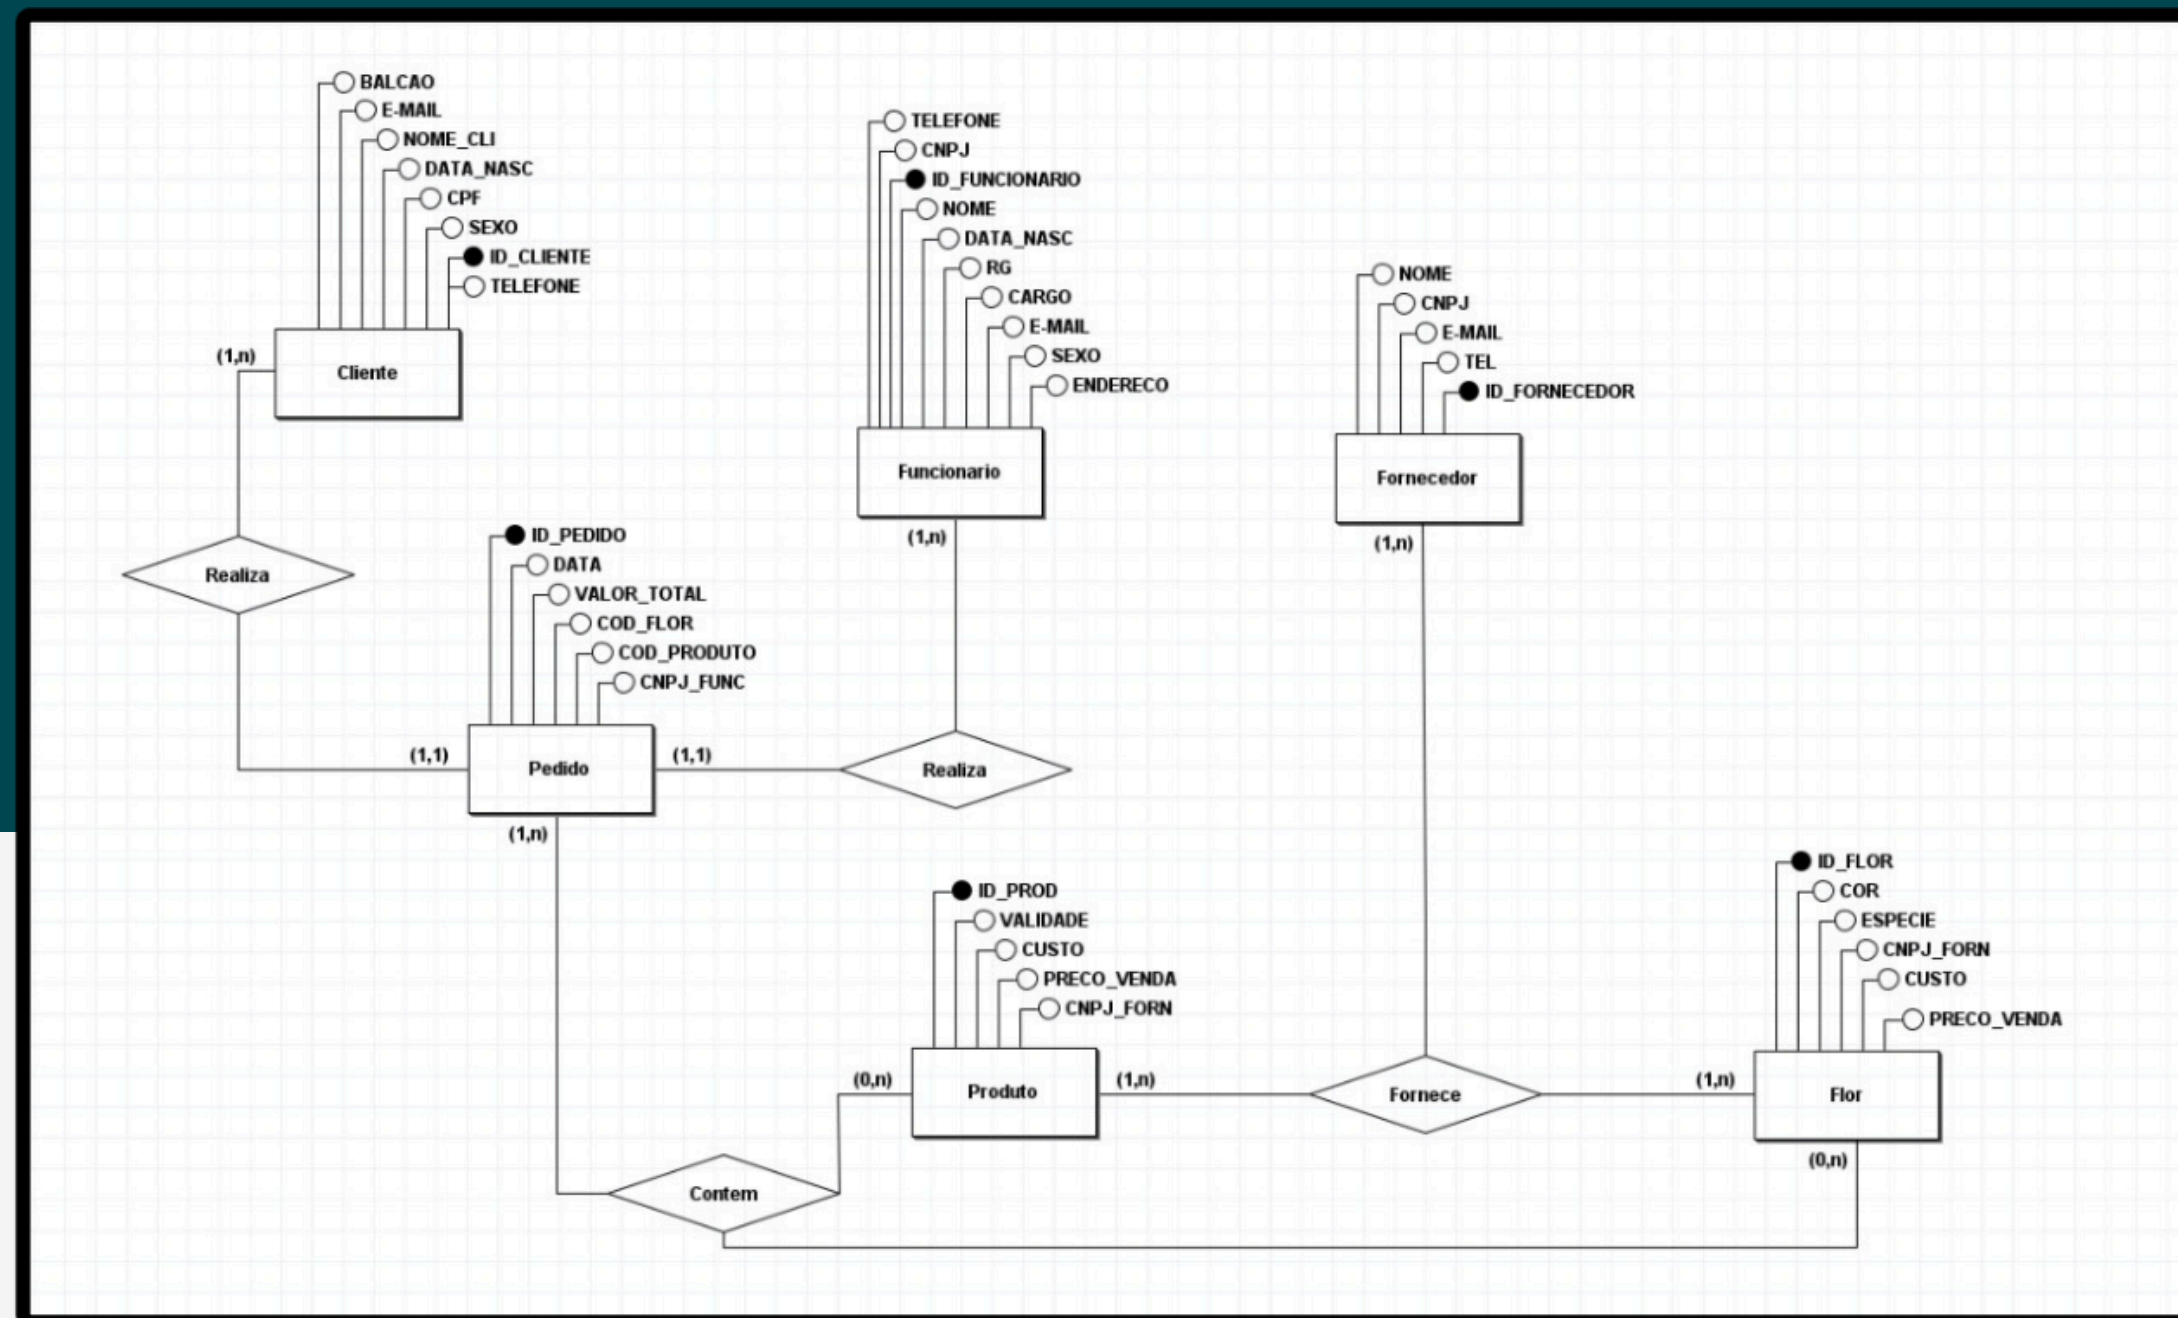 BALCAO
E-MAIL
NOME_CLI
DATA_NASC
CPF
SEXO
ID_CLIENTE
TELEFONE
(1,n)
Cliente
TELEFONE
CNPJ
ID_FUNCIONARIO
NOME
DATA_NASC
RG
CARGO
E-MAIL
SEXO
ENDERECO
Funcionario
(1,n)
NOME
CNPJ
E-MAIL
TEL
ID_FORNECEDOR
Fornecedor
(1,n)
Realiza
ID_PEDIDO
DATA
VALOR_TOTAL
COD_FLOR
COD_PRODUTO
CNPJ_FUNC
(1,1)
Pedido
(1,1)
Realiza
(1,n)
ID_PROD
VALIDADE
CUSTO
PRECO_VENDA
CNPJ_FORN
(0,n)
Produto
(1,n)
Fornece
ID_FLOR
COR
ESPECIE
CNPJ_FORN
CUSTO
PRECO_VENDA
(1,n)
Flor
(0,n)
Contem